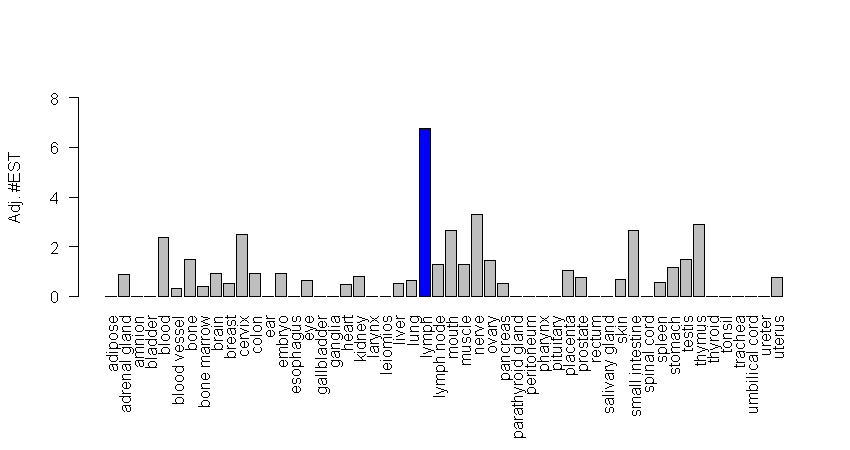 8
6
4
2
0
Adj. #EST
adipose
adrenal gland
amnion
bladder
blood
blood vessel
bone
bone marrow
brain
breast
cervix
colon
ear
embryo
esophagus
eye
gallbladder
ganglia
heart
kidney
larynx
leiomios
liver
lung
lymph
lymph node
mouth
muscle
nerve
ovary
pancreas
parathyroid gland
peritoneum
pharynx
pituitary
placenta
prostate
rectum
salivary gland
skin
small intestine
spinal cord
spleen
stomach
testis
thymus
thyroid
tonsil
trachea
umbilical cord
ureter
uterus